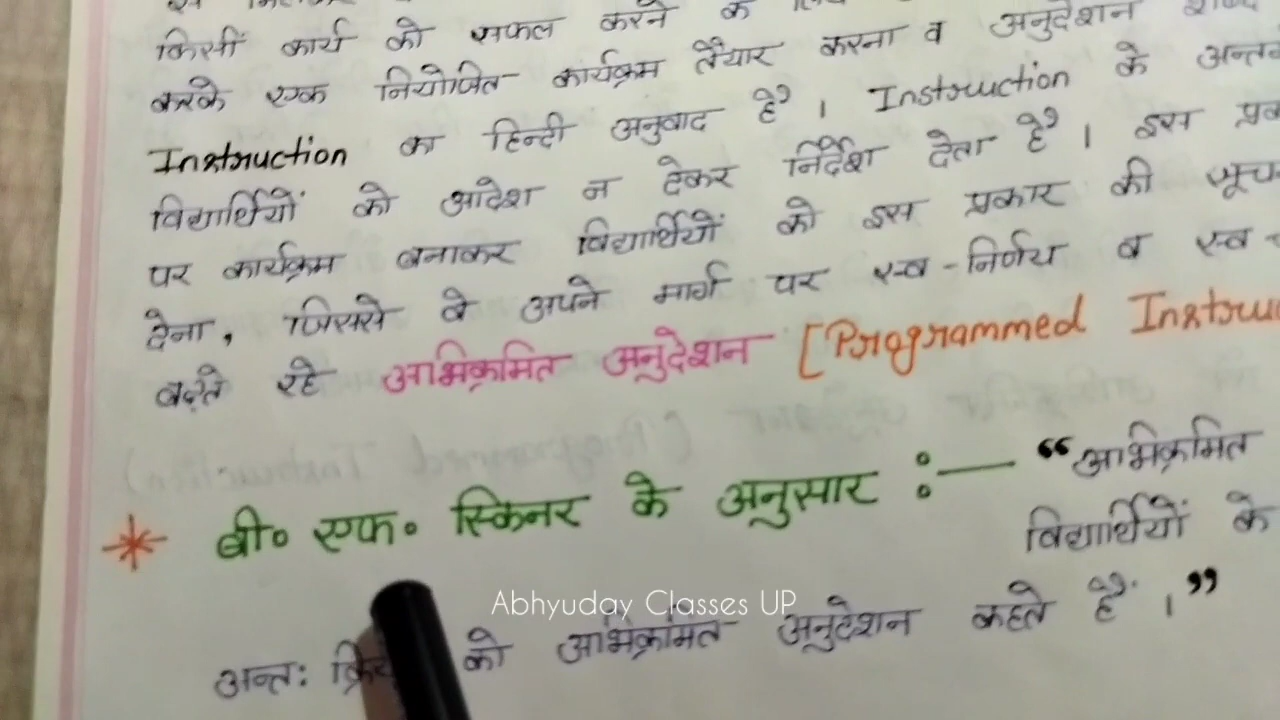 किसी कार्य को सफल करने के लिए
करके एक नियोजित कार्यक्रम तैयार करना व अनुदेशन शब्द
Instruction का हिन्दी अनुवाद है । Instruction के
विद्यार्थियों को आदेश न देकर निर्देश देता है । इस
पर कार्यक्रम बनाकर विद्यार्थियों को इस प्रकार की
देना, जिससे वे अपने मार्ग पर स्व-निर्णय व स्व-
बढ़ते रहे अभिक्रमित अनुदेशन [Programmed
* बी० एफ० स्किनर के अनुसार :— “अभिक्रमित
विद्यार्थियों के
Abhyuday Classes UP
अन्तः को अभिक्रमित अनुदेशन कहते हैं ।”